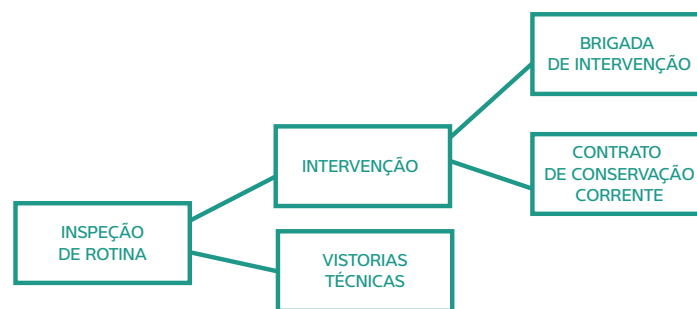 BRIGADA
DE INTERVENÇÃO
INTERVENÇÃO
CONTRATO
DE CONSERVAÇÃO
CORRENTE
INSPEÇÃO
DE ROTINA
VISTORIAS
TÉCNICAS